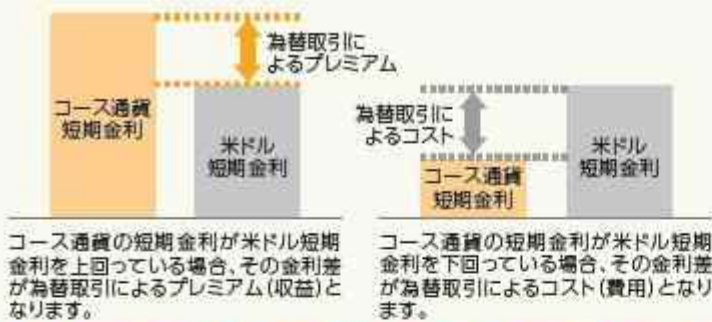 為替取引に
よるプレミアム
コース通貨
短期金利
米ドル
短期金利
コース通貨の短期金利が米ドル短期
金利を上回っている場合、その金利差
が為替取引によるプレミアム(収益)と
なります。
為替取引に
よるコスト
コース通貨
短期金利
米ドル
短期金利
コース通貨の短期金利が米ドル短期
金利を下回っている場合、その金利差
が為替取引によるコスト(費用)となり
ます。